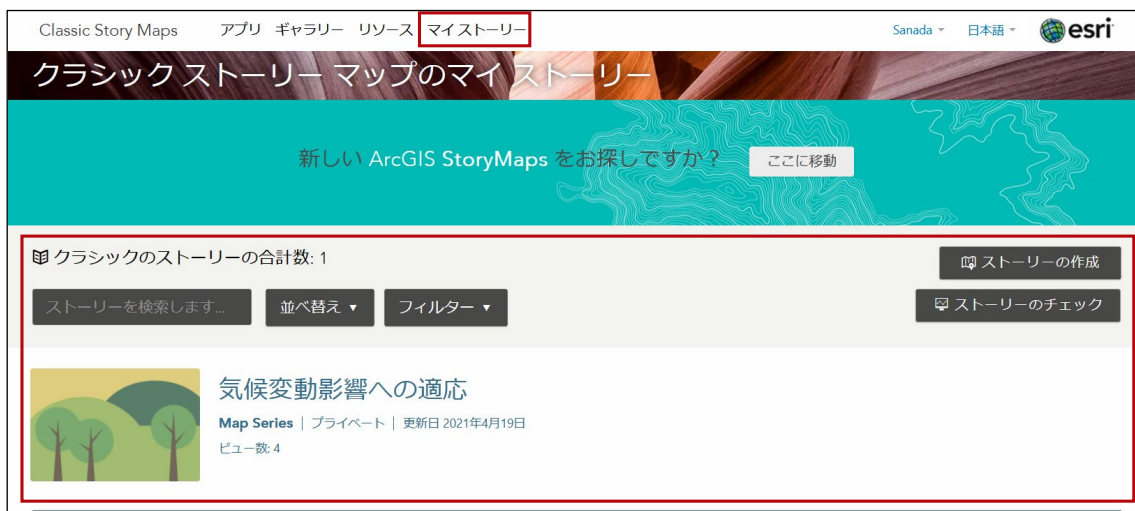 Classic Story Maps アプリ ギャラリー リソース マイ ストーリー Sanada 日本語 esri
クラシック ストーリー マップのマイ ストーリー
新しい ArcGIS StoryMaps をお探しですか？ ここに移動
クラシックのストーリーの合計数: 1 ストーリーの作成
ストーリーを検索します... 並べ替え ▼ フィルター ▼ ストーリーのチェック
気候変動影響への適応
Map Series | プライベート | 更新日 2021年4月19日
ビュー数: 4